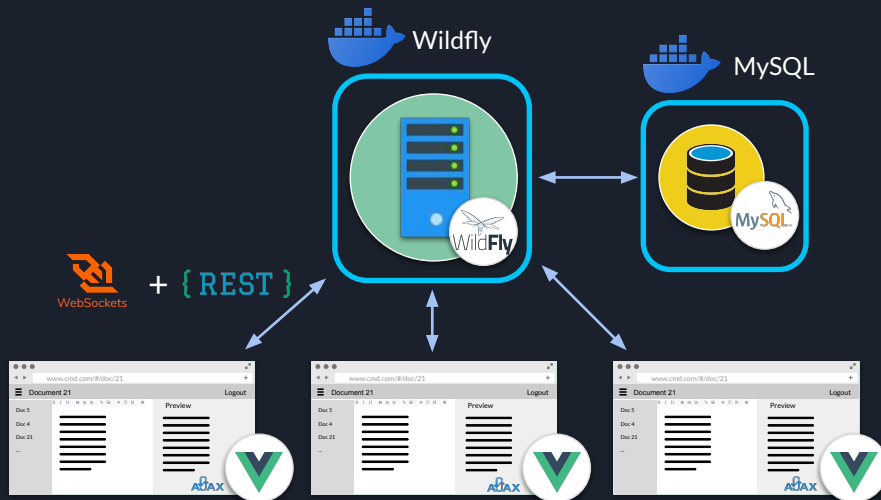 Wildfly
MySQL
WildFly
MySQL
WebSockets
+ { REST }
www.cmd.com/#/doc/21
+
Document 21
Logout
Doc 5
Doc 4
Doc 21
...
Preview
AJAX
www.cmd.com/#/doc/21
+
Document 21
Logout
Doc 5
Doc 4
Doc 21
...
Preview
AJAX
www.cmd.com/#/doc/21
+
Document 21
Logout
Doc 5
Doc 4
Doc 21
...
Preview
AJAX